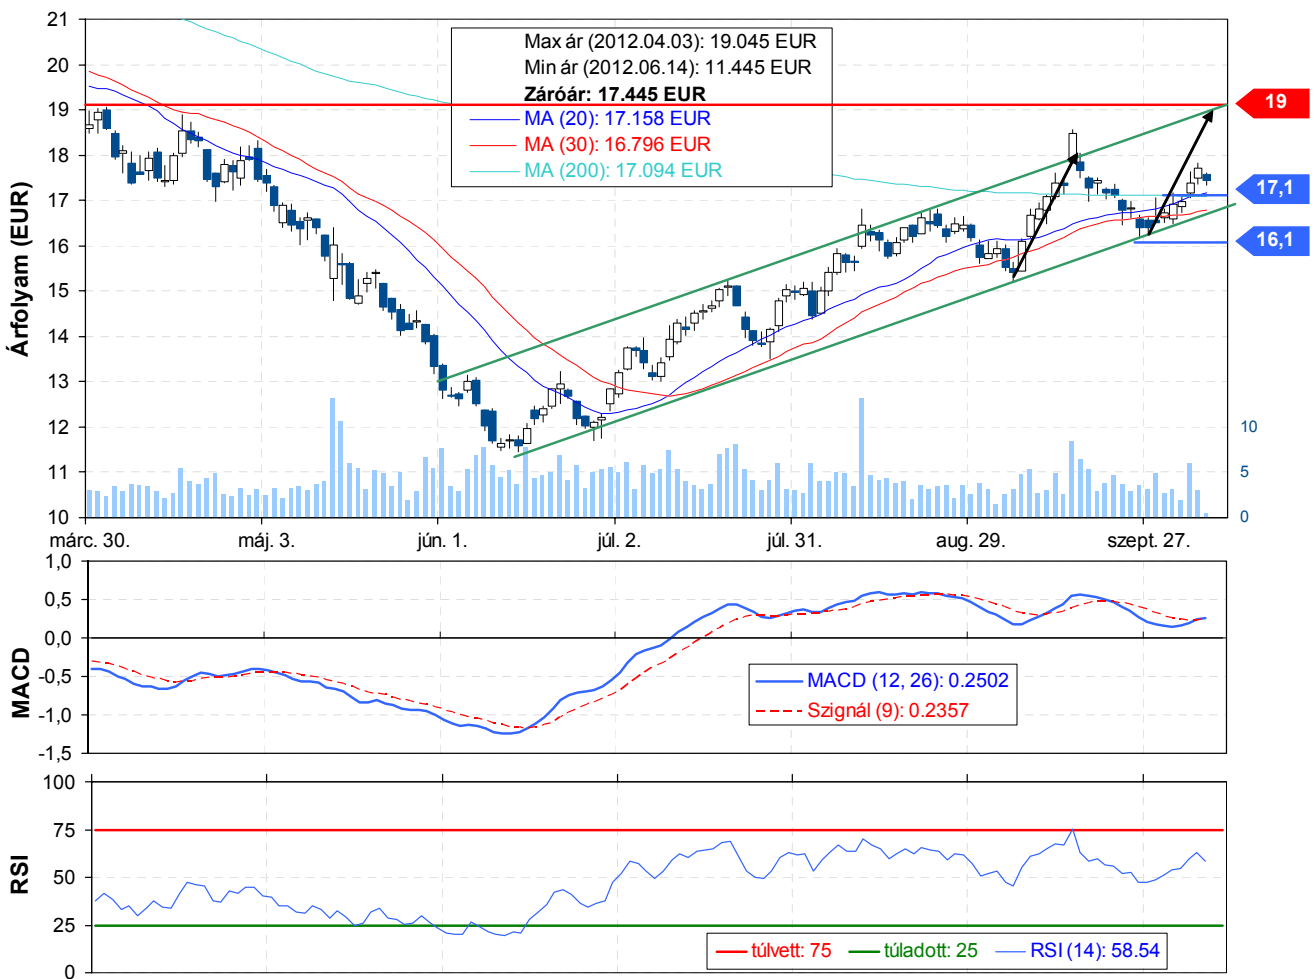 21
20
19
18
17
16
15
14
13
12
11
10
Árfolyam (EUR)
Max ár (2012.04.03): 19.045 EUR
Min ár (2012.06.14): 11.445 EUR
Záróár: 17.445 EUR
MA (20): 17.158 EUR
MA (30): 16.796 EUR
MA (200): 17.094 EUR
19
17,1
16,1
10
5
0
márc. 30.
máj. 3.
jún. 1.
júl. 2.
júl. 31.
aug. 29.
szept. 27.
1,0
0,5
0,0
-0,5
-1,0
-1,5
MACD
MACD (12, 26): 0.2502
Szignál (9): 0.2357
100
75
50
25
0
RSI
túlvett: 75
túladott: 25
RSI (14): 58.54